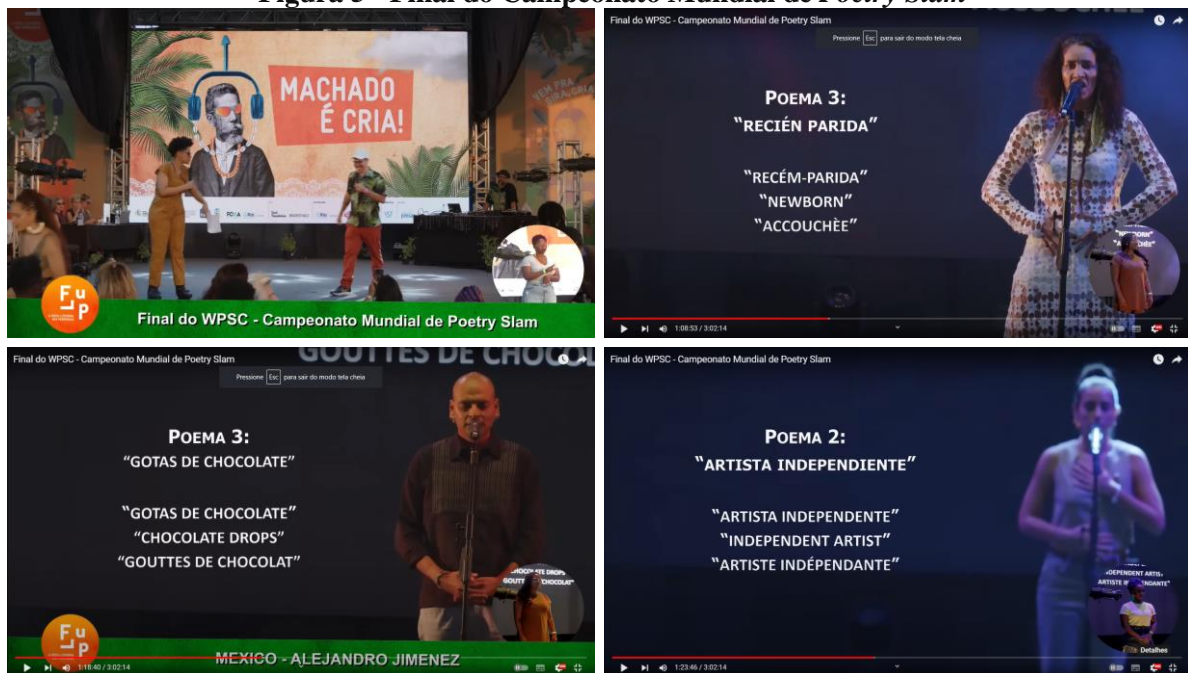 Figura 5 - Final do Campeonato Mundial de Poetry Slam
MACHADO
É CRIA!
FUP
Final do WPSC - Campeonato Mundial de Poetry Slam
Final do WPSC - Campeonato Mundial de Poetry Slam
Pressione Esc para sair do modo tela cheia
POEMA 3:
"RECIÉN PARIDA"
"RECÉM-PARIDA"
"NEWBORN"
"ACCOUCHÈE"
"NEWBORN"
1:08:53 / 3:02:14
Final do WPSC - Campeonato Mundial de Poetry Slam
GOUTTES DE CHOCOL
Pressione Esc para sair do modo tela cheia
POEMA 3:
"GOTAS DE CHOCOLATE"
"GOTAS DE CHOCOLATE"
"CHOCOLATE DROPS"
"GOUTTES DE CHOCOLAT"
FUP
MEXICO - ALEJANDRO JIMENEZ
1:18:40 / 3:02:14
Final do WPSC - Campeonato Mundial de Poetry Slam
POEMA 2:
"ARTISTA INDEPENDIENTE"
"ARTISTA INDEPENDENTE"
"INDEPENDENT ARTIST"
"ARTISTE INDÉPENDANTE"
Detalhes
1:23:46 / 3:02:14